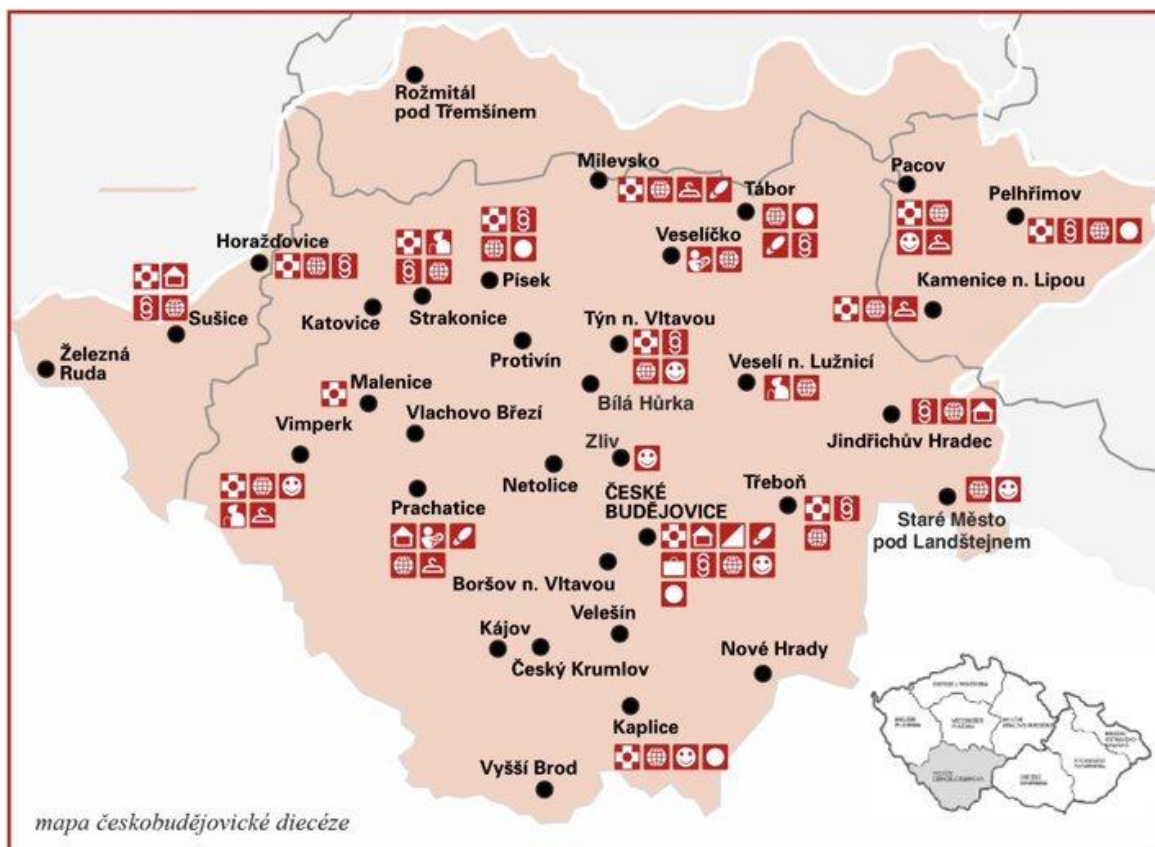 Rožmitál
pod Třemšínem
Milevsko
Tábor
Pacov
Pelhřimov
Veselíčko
Horažďovice
Písek
Kamenice n. Lipou
Sušice
Katovice
Strakonice
Týn n. Vltavou
Železná
Ruda
Protivín
Veselí n. Lužnicí
Malenice
Bílá Hůrka
Vlachovo Březí
Vimperk
Jindřichův Hradec
Zliv
Netolice
Třeboň
Prachatice
ČESKÉ
BUDĚJOVICE
Staré Město
pod Landštejnem
Boršov n. Vltavou
Velešín
Kájov
Český Krumlov
Nové Hrady
Kaplice
Vyšší Brod
mapa českobudějovické diecéze